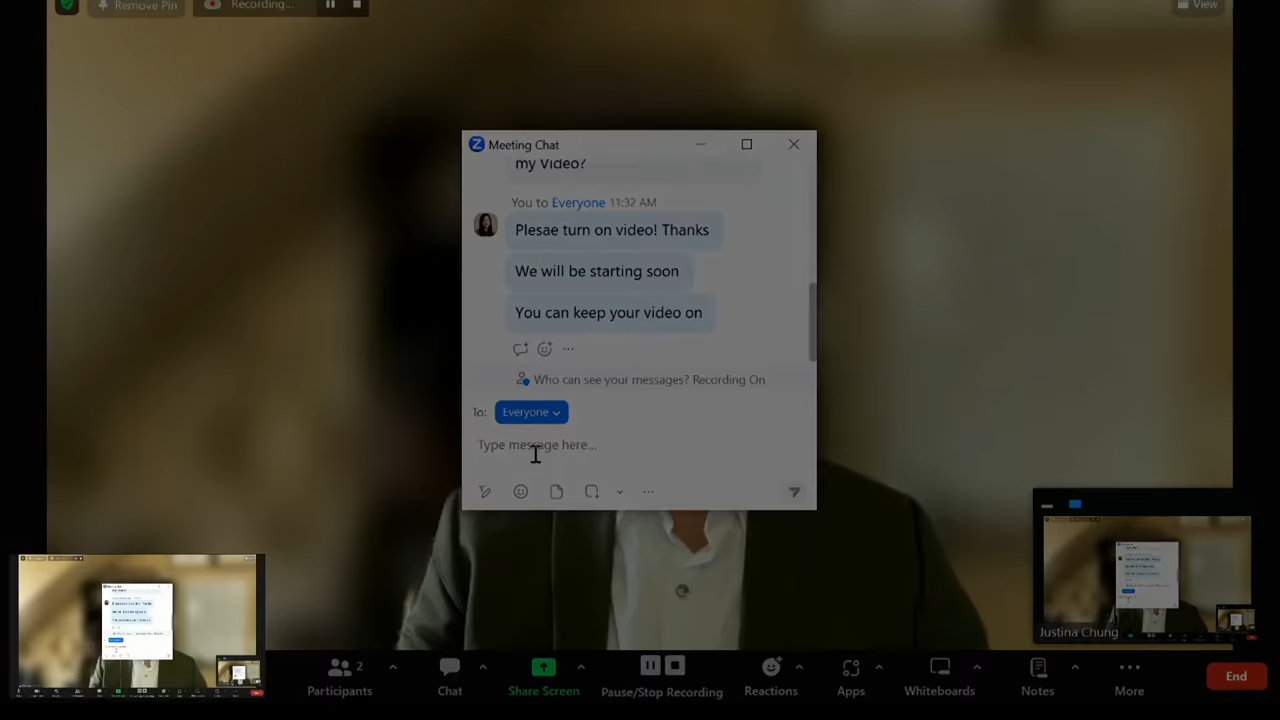 Remove Pin
Recording...
View
Meeting Chat
my Video?
You to Everyone 11:32 AM
Plesae turn on video! Thanks
We will be starting soon
You can keep your video on
Who can see your messages? Recording On
To: Everyone
Type message here...
Justina Chung
Participants 2
Chat
Share Screen
Pause/Stop Recording
Reactions
Apps
Whiteboards
Notes
More
End